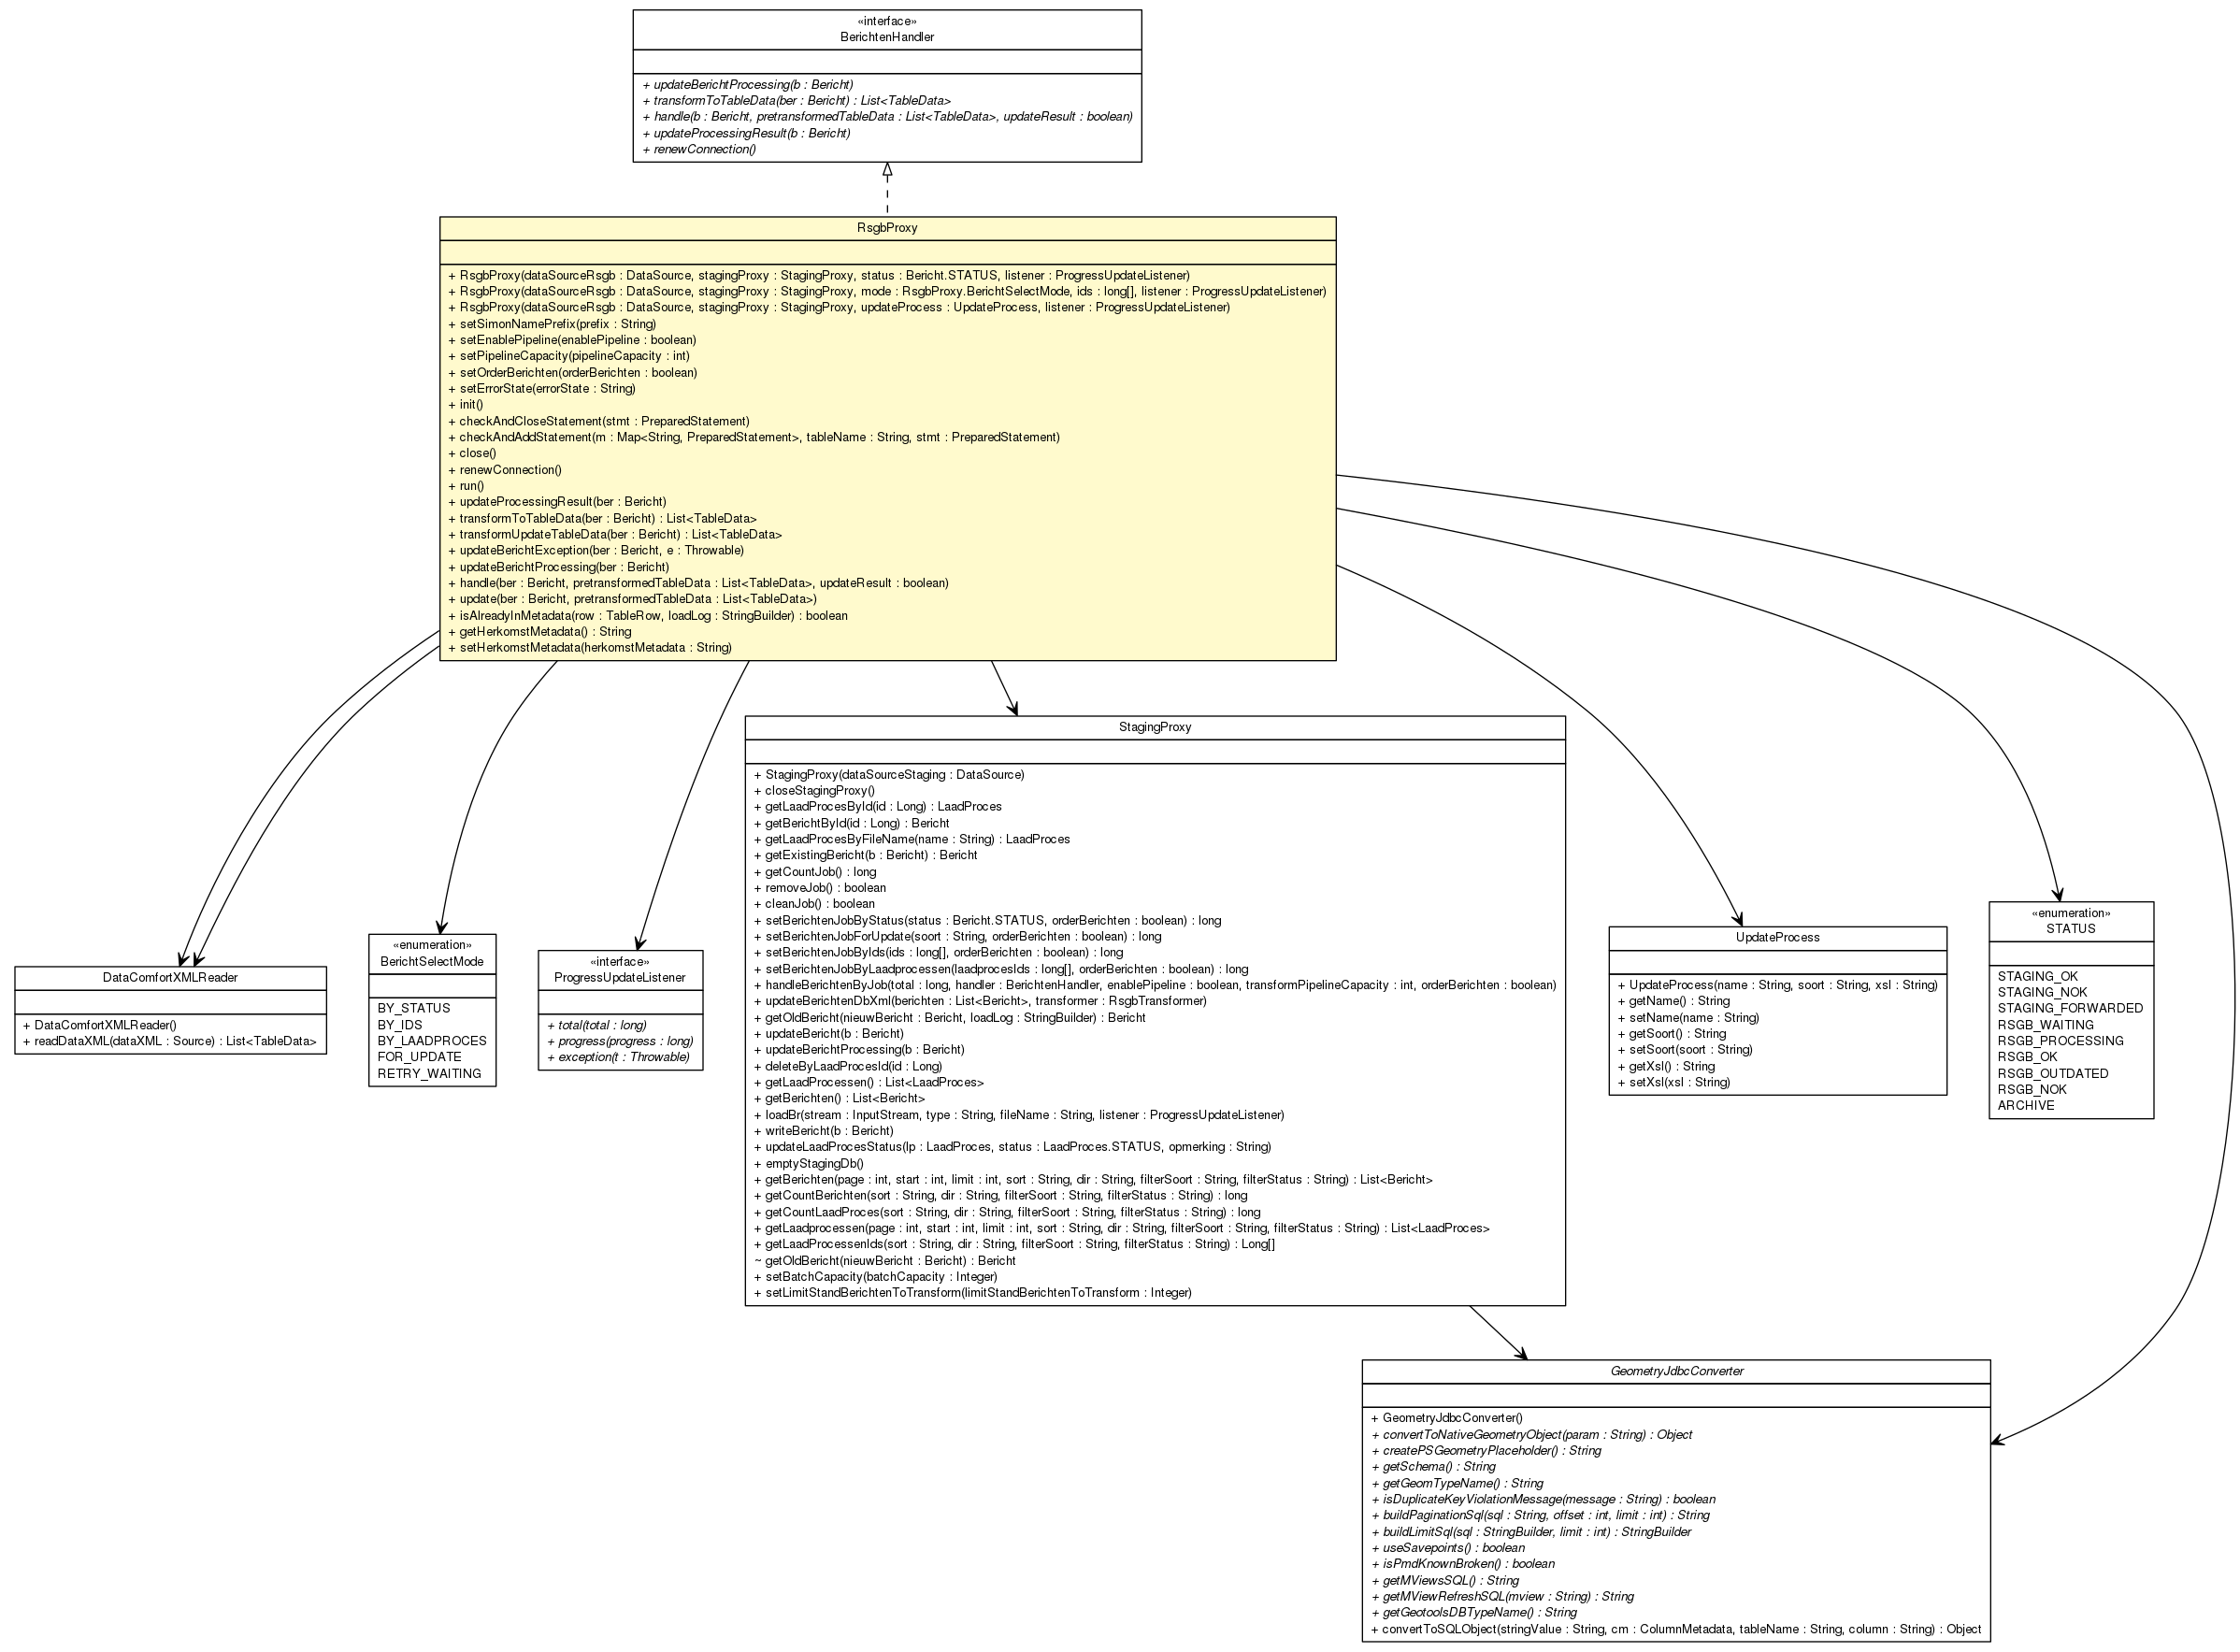 «interface»
BerichtenHandler
+ updateBerichtProcessing(b : Bericht)
+ transformToTableData(ber : Bericht) : List<TableData>
+ handle(b : Bericht, pretransformedTableData : List<TableData>, updateResult : boolean)
+ updateProcessingResult(b : Bericht)
+ renewConnection()
RsgbProxy
+ RsgbProxy(dataSourceRsgb : DataSource, stagingProxy : StagingProxy, status : Bericht.STATUS, listener : ProgressUpdateListener)
+ RsgbProxy(dataSourceRsgb : DataSource, stagingProxy : StagingProxy, mode : RsgbProxy.BerichtSelectMode, ids : long[], listener : ProgressUpdateListener)
+ RsgbProxy(dataSourceRsgb : DataSource, stagingProxy : StagingProxy, updateProcess : UpdateProcess, listener : ProgressUpdateListener)
+ setSimonNamePrefix(prefix : String)
+ setEnablePipeline(enablePipeline : boolean)
+ setPipelineCapacity(pipelineCapacity : int)
+ setOrderBerichten(orderBerichten : boolean)
+ setErrorState(errorState : String)
+ init()
+ checkAndCloseStatement(stmt : PreparedStatement)
+ checkAndAddStatement(m : Map<String, PreparedStatement>, tableName : String, stmt : PreparedStatement)
+ close()
+ renewConnection()
+ run()
+ updateProcessingResult(ber : Bericht)
+ transformToTableData(ber : Bericht) : List<TableData>
+ transformUpdateTableData(ber : Bericht) : List<TableData>
+ updateBerichtException(ber : Bericht, e : Throwable)
+ updateBerichtProcessing(ber : Bericht)
+ handle(ber : Bericht, pretransformedTableData : List<TableData>, updateResult : boolean)
+ update(ber : Bericht, pretransformedTableData : List<TableData>)
+ isAlreadyInMetadata(row : TableRow, loadLog : StringBuilder) : boolean
+ getHerkomstMetadata() : String
+ setHerkomstMetadata(herkomstMetadata : String)
DataComfortXMLReader
+ DataComfortXMLReader()
+ readDataXML(dataXML : Source) : List<TableData>
«enumeration»
BerichtSelectMode
BY_STATUS
BY_IDS
BY_LAADPROCES
FOR_UPDATE
RETRY_WAITING
«interface»
ProgressUpdateListener
+ total(total : long)
+ progress(progress : long)
+ exception(t : Throwable)
StagingProxy
+ StagingProxy(dataSourceStaging : DataSource)
+ closeStagingProxy()
+ getLaadProcesById(id : Long) : LaadProces
+ getBerichtById(id : Long) : Bericht
+ getLaadProcesByFileName(name : String) : LaadProces
+ getExistingBericht(b : Bericht) : Bericht
+ getCountJob() : long
+ removeJob() : boolean
+ cleanJob() : boolean
+ setBerichtenJobByStatus(status : Bericht.STATUS, orderBerichten : boolean) : long
+ setBerichtenJobForUpdate(soort : String, orderBerichten : boolean) : long
+ setBerichtenJobByIds(ids : long[], orderBerichten : boolean) : long
+ setBerichtenJobByLaadprocessen(laadprocesIds : long[], orderBerichten : boolean) : long
+ handleBerichtenByJob(total : long, handler : BerichtenHandler, enablePipeline : boolean, transformPipelineCapacity : int, orderBerichten : boolean)
+ updateBerichtenDbXml(berichten : List<Bericht>, transformer : RsgbTransformer)
+ getOldBericht(nieuwBericht : Bericht, loadLog : StringBuilder) : Bericht
+ updateBericht(b : Bericht)
+ updateBerichtProcessing(b : Bericht)
+ deleteByLaadProcesId(id : Long)
+ getLaadProcessen() : List<LaadProces>
+ getBerichten() : List<Bericht>
+ loadBr(stream : InputStream, type : String, fileName : String, listener : ProgressUpdateListener)
+ writeBericht(b : Bericht)
+ updateLaadProcesStatus(lp : LaadProces, status : LaadProces.STATUS, opmerking : String)
+ emptyStagingDb()
+ getBerichten(page : int, start : int, limit : int, sort : String, dir : String, filterSoort : String, filterStatus : String) : List<Bericht>
+ getCountBerichten(sort : String, dir : String, filterSoort : String, filterStatus : String) : long
+ getCountLaadProces(sort : String, dir : String, filterSoort : String, filterStatus : String) : long
+ getLaadprocessen(page : int, start : int, limit : int, sort : String, dir : String, filterSoort : String, filterStatus : String) : List<LaadProces>
+ getLaadProcessenIds(sort : String, dir : String, filterSoort : String, filterStatus : String) : Long[]
~ getOldBericht(nieuwBericht : Bericht) : Bericht
+ setBatchCapacity(batchCapacity : Integer)
+ setLimitStandBerichtenToTransform(limitStandBerichtenToTransform : Integer)
UpdateProcess
+ UpdateProcess(name : String, soort : String, xsl : String)
+ getName() : String
+ setName(name : String)
+ getSoort() : String
+ setSoort(soort : String)
+ getXsl() : String
+ setXsl(xsl : String)
«enumeration»
STATUS
STAGING_OK
STAGING_NOK
STAGING_FORWARDED
RSGB_WAITING
RSGB_PROCESSING
RSGB_OK
RSGB_OUTDATED
RSGB_NOK
ARCHIVE
GeometryJdbcConverter
+ GeometryJdbcConverter()
+ convertToNativeGeometryObject(param : String) : Object
+ createPSGeometryPlaceholder() : String
+ getSchema() : String
+ getGeomTypeName() : String
+ isDuplicateKeyViolationMessage(message : String) : boolean
+ buildPaginationSql(sql : String, offset : int, limit : int) : String
+ buildLimitSql(sql : StringBuilder, limit : int) : StringBuilder
+ useSavepoints() : boolean
+ isPmdKnownBroken() : boolean
+ getMViewsSQL() : String
+ getMViewRefreshSQL(mview : String) : String
+ getGeotoolsDBTypeName() : String
+ convertToSQLObject(stringValue : String, cm : ColumnMetadata, tableName : String, column : String) : Object